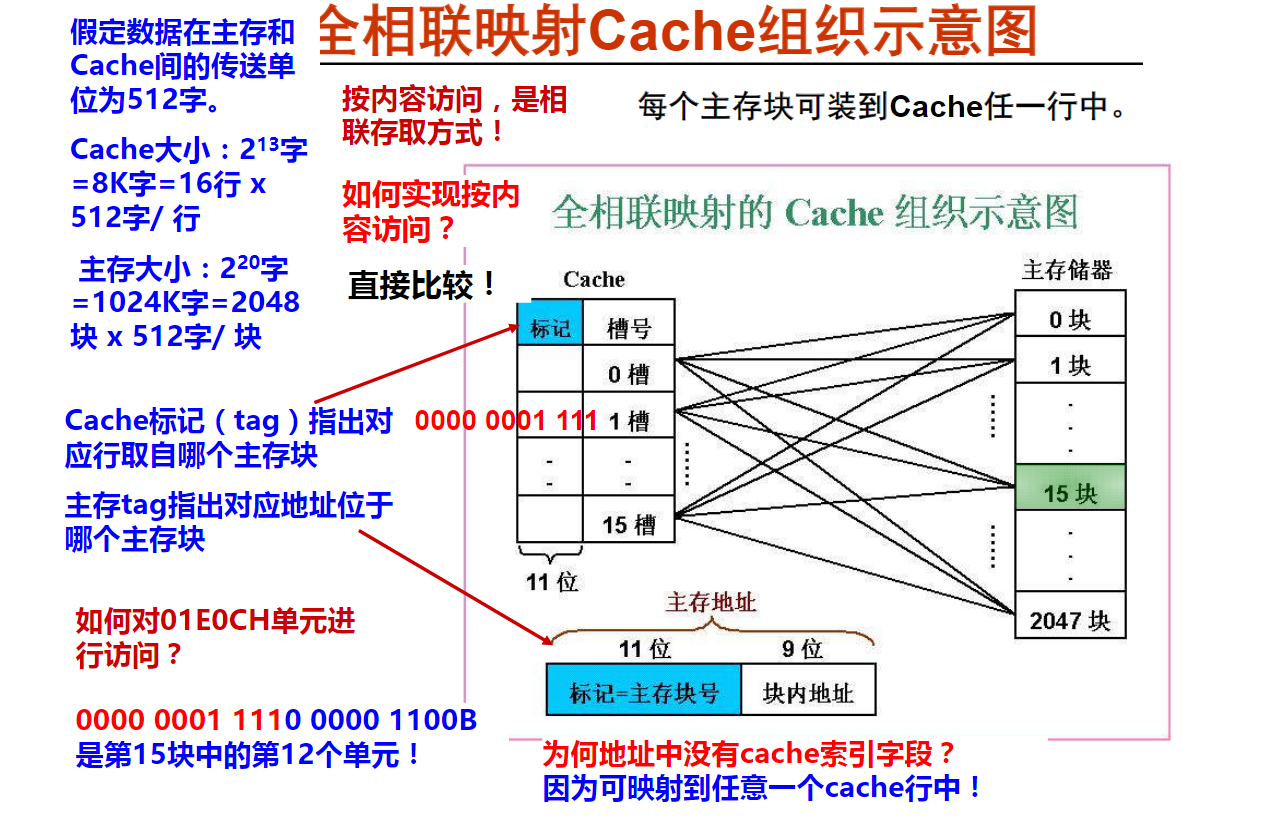 全相联映射Cache组织示意图
假定数据在主存和
Cache间的传送单
位为512字。
Cache大小：2¹³字
=8K字=16行 x
512字/ 行
主存大小：2²⁰字
=1024K字=2048
块 x 512字/ 块
按内容访问，是相
联存取方式！
每个主存块可装到Cache任一行中。
如何实现按内
容访问？
直接比较！
全相联映射的 Cache 组织示意图
Cache
主存储器
标记
槽号
0 槽
0000 0001 111
1 槽
15 槽
11 位
0 块
1 块
15 块
2047 块
Cache标记（tag）指出对
应行取自哪个主存块
主存tag指出对应地址位于
哪个主存块
主存地址
11 位
9 位
标记=主存块号
块内地址
如何对01E0CH单元进
行访问？
0000 0001 1110 0000 1100B
是第15块中的第12个单元！
为何地址中没有cache索引字段？
因为可映射到任意一个cache行中！